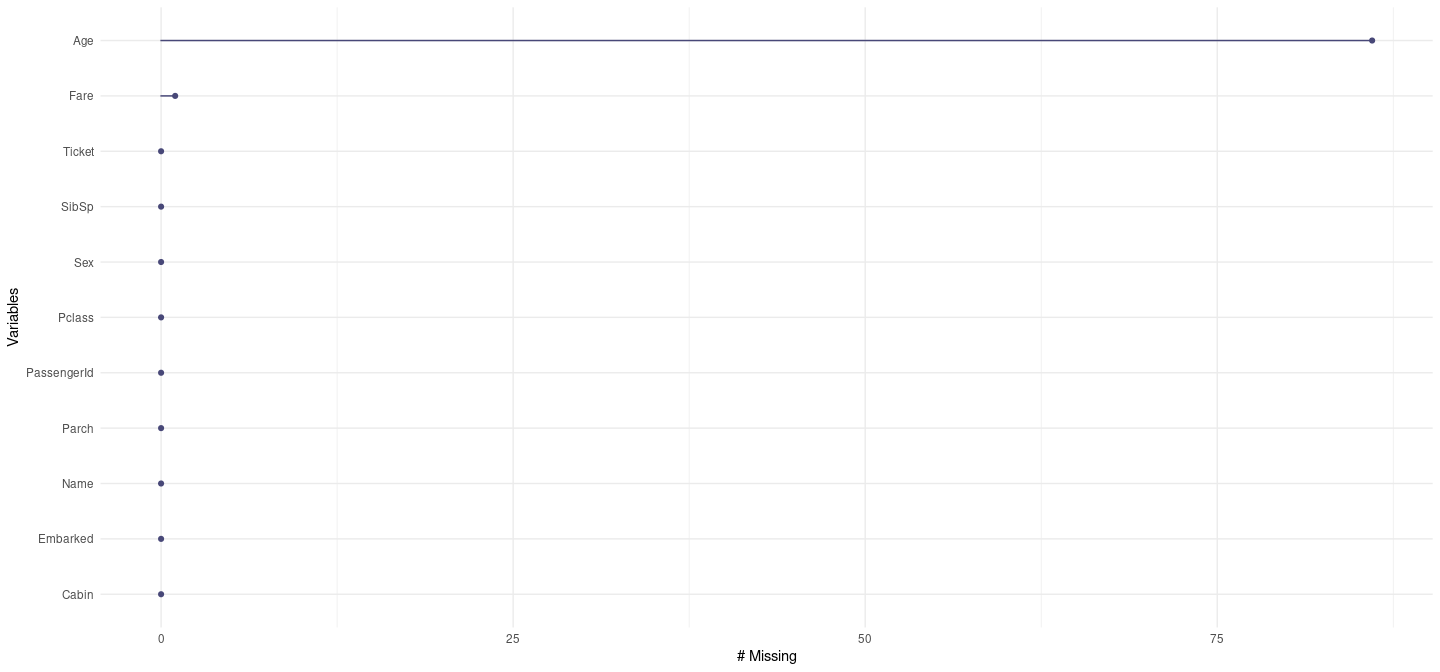 Age
Fare
Ticket
SibSp
Sex
Pclass
PassengerId
Parch
Name
Embarked
Cabin
Variables
0 25 50 75
# Missing